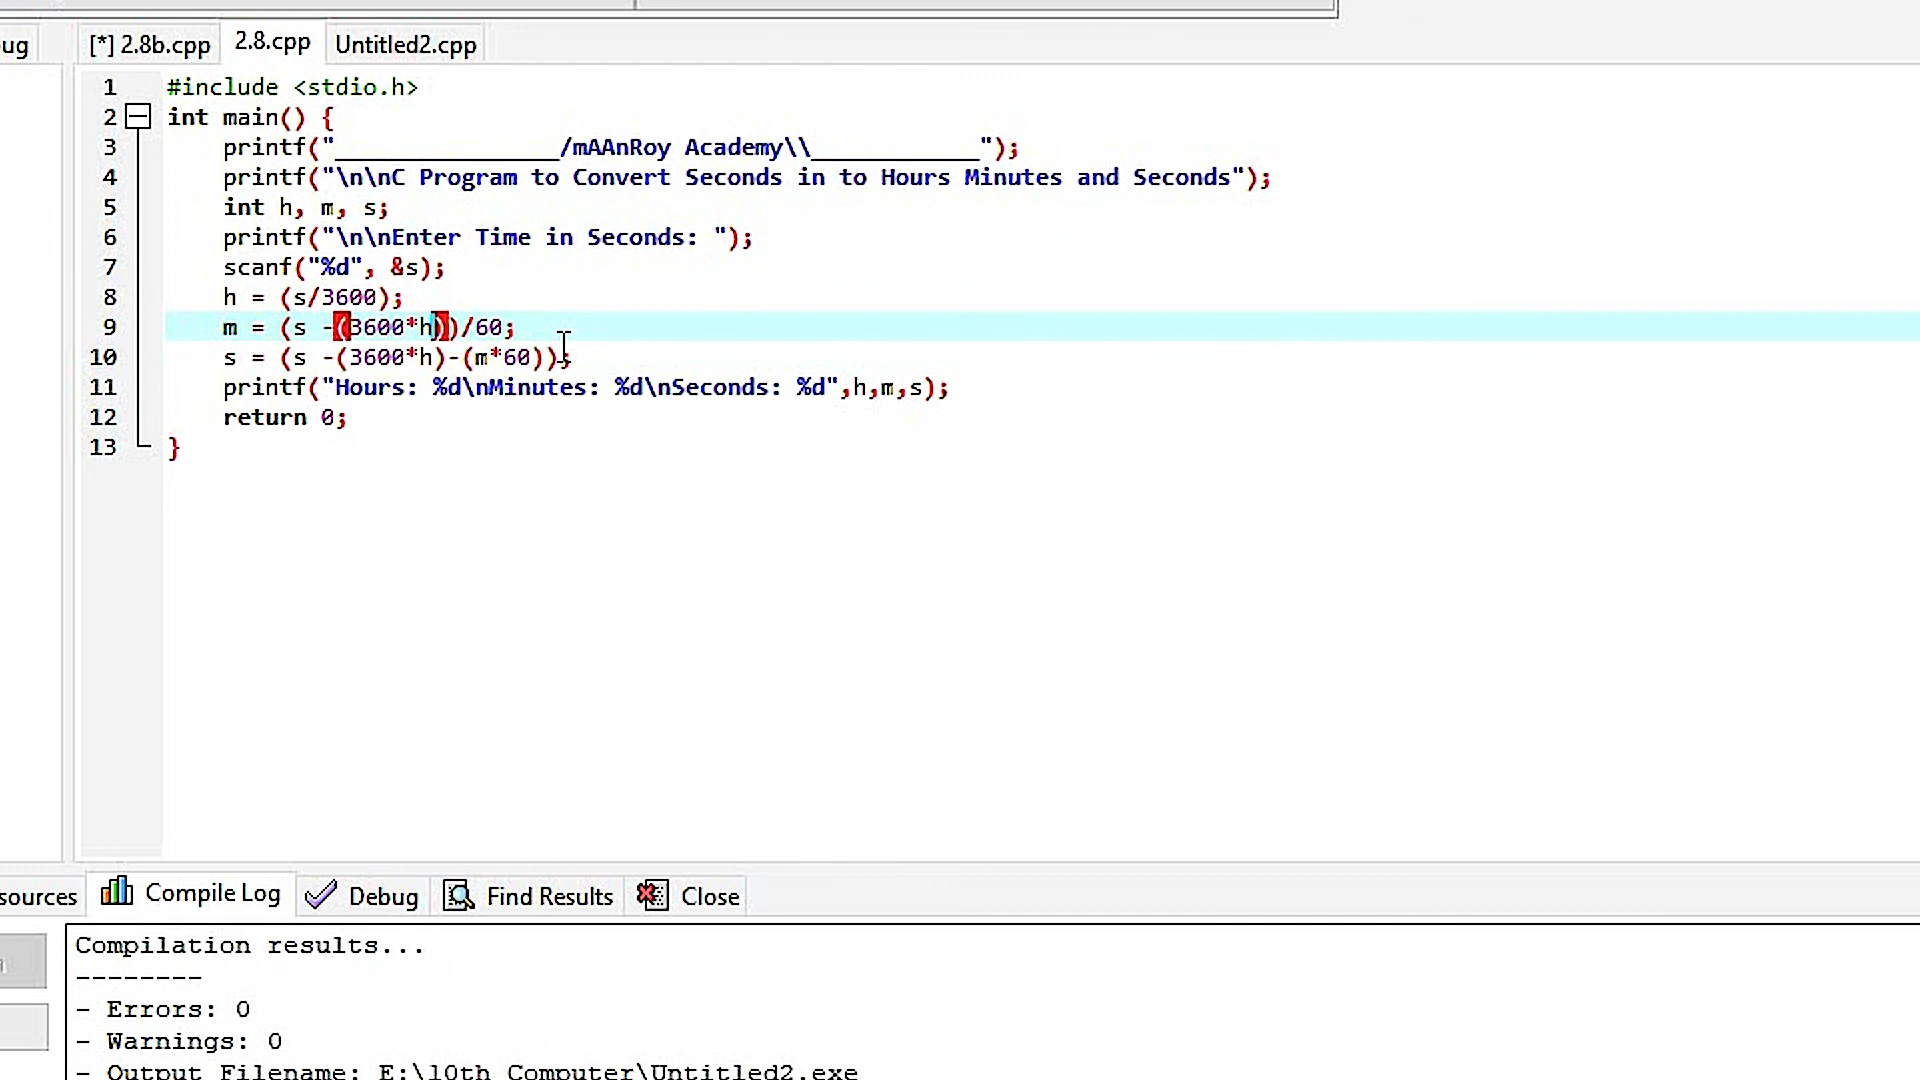 ug [*] 2.8b.cpp 2.8.cpp Untitled2.cpp
1 #include <stdio.h>
2 int main() {
3 printf("________________/mAAnRoy Academy\\____________");
4 printf("\n\nC Program to Convert Seconds in to Hours Minutes and Seconds");
5 int h, m, s;
6 printf("\n\nEnter Time in Seconds: ");
7 scanf("%d", &s);
8 h = (s/3600);
9 m = (s -(3600*h))/60;
10 s = (s -(3600*h)-(m*60));
11 printf("Hours: %d\nMinutes: %d\nSeconds: %d",h,m,s);
12 return 0;
13 }
sources Compile Log Debug Find Results Close
Compilation results...
--------
- Errors: 0
- Warnings: 0
- Output Filename: E:\10th Computer\Untitled2.exe